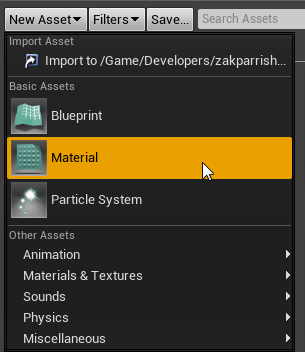 New Asset Filters Save... Search Assets
Import Asset
Import to /Game/Developers/zakparrish...
Basic Assets
Blueprint
Material
Particle System
Other Assets
Animation
Materials & Textures
Sounds
Physics
Miscellaneous